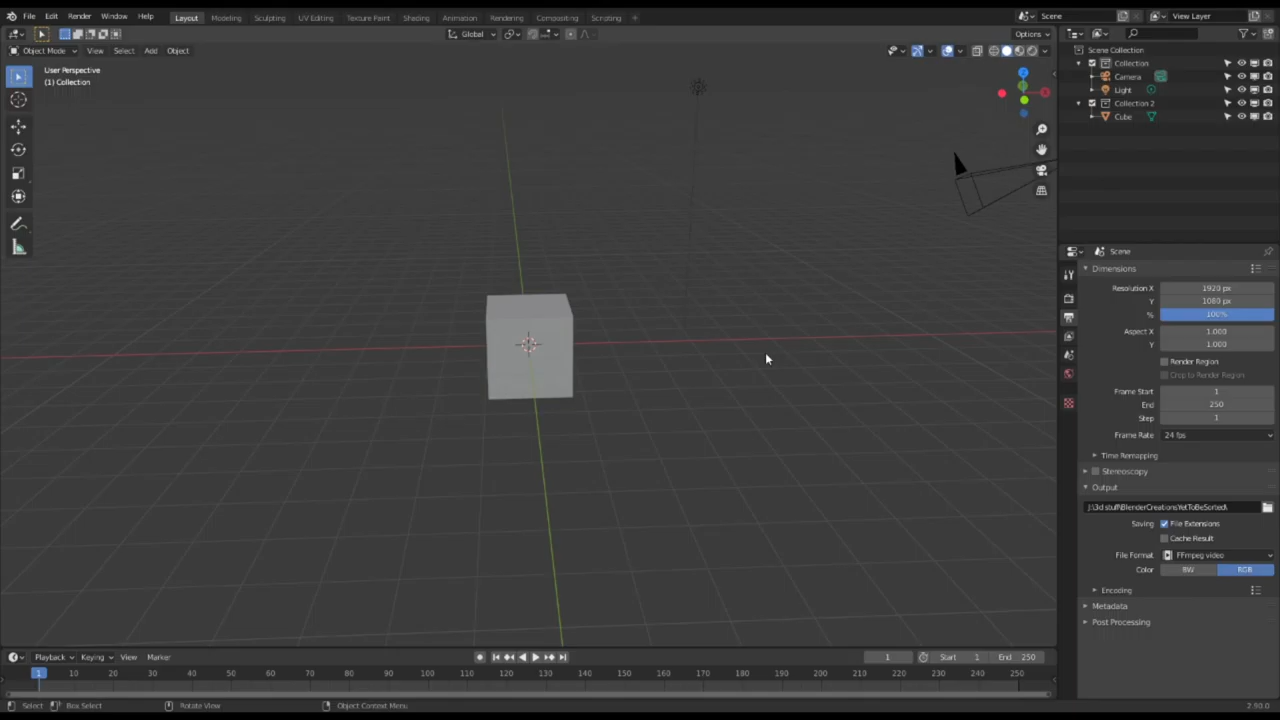 File Edit Render Window Help Layout Modeling Sculpting UV Editing Texture Paint Shading Animation Rendering Compositing Scripting + Scene View Layer
Global Options
Object Mode View Select Add Object
User Perspective
(1) Collection
Scene Collection
Collection
Camera
Light
Collection 2
Cube
Scene
Dimensions
Resolution X 1920 px
Y 1080 px
% 100%
Aspect X 1.000
Y 1.000
Render Region
Crop to Render Region
Frame Start 1
End 250
Step 1
Frame Rate 24 fps
Time Remapping
Stereoscopy
Output
J:\3d stuff\BlenderCreationsYetToBeSorted\
Saving File Extensions
Cache Result
File Format FFmpeg video
Color BW RGB
Encoding
Metadata
Post Processing
Playback Keying View Marker 1 Start 1 End 250
1 10 20 30 40 50 60 70 80 90 100 110 120 130 140 150 160 170 180 190 200 210 220 230 240 250
Select Box Select Rotate View Object Context Menu 2.90.0